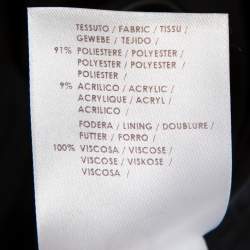 TESSUTO / FABRIC / TISSU /
GEWEBE / TEJIDO /
91% POLIESTERE / POLYESTER /
POLYESTER / POLYESTER /
POLIESTER /
9% ACRILICO / ACRYLIC /
ACRYLIQUE / ACRYL /
ACRILICO /
FODERA / LINING / DOUBLURE /
FUTTER / FORRO /
100% VISCOSA / VISCOSE /
VISCOSE / VISKOSE /
VISCOSA /